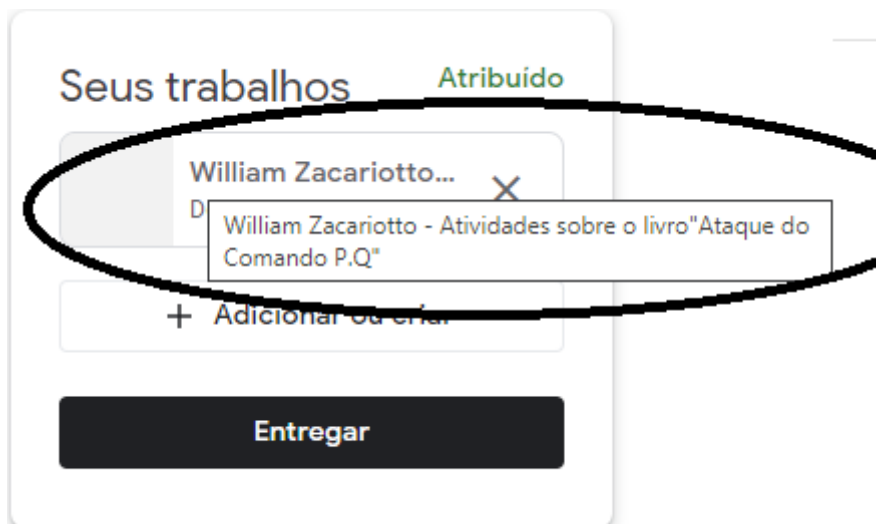 Seus trabalhos
Atribuído
William Zacariotto...
D
William Zacariotto - Atividades sobre o livro"Ataque do
Comando P.Q"
+ Adicionar ou criar
Entregar